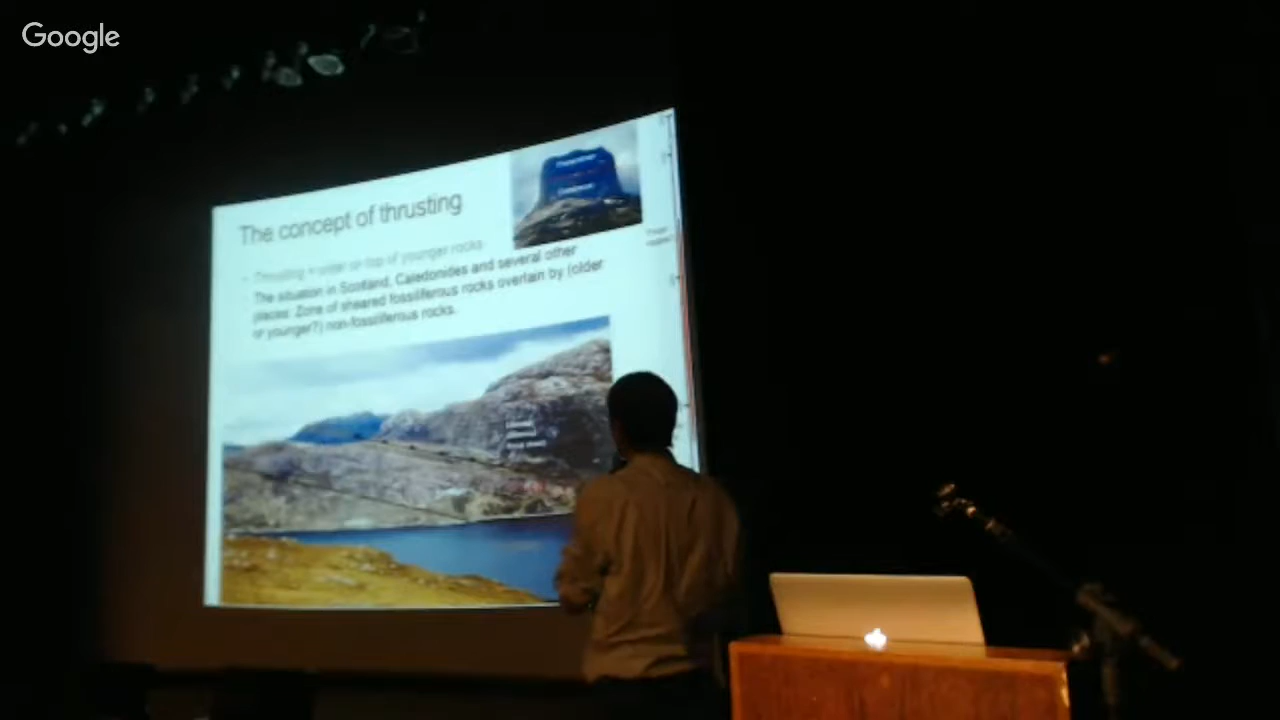 Google
The concept of thrusting
Thrusting = older on top of younger rocks
The situation in Scotland, Caledonides and several other
places: Zone of sheared fossiliferous rocks overlain by (older
or younger?) non-fossiliferous rocks.